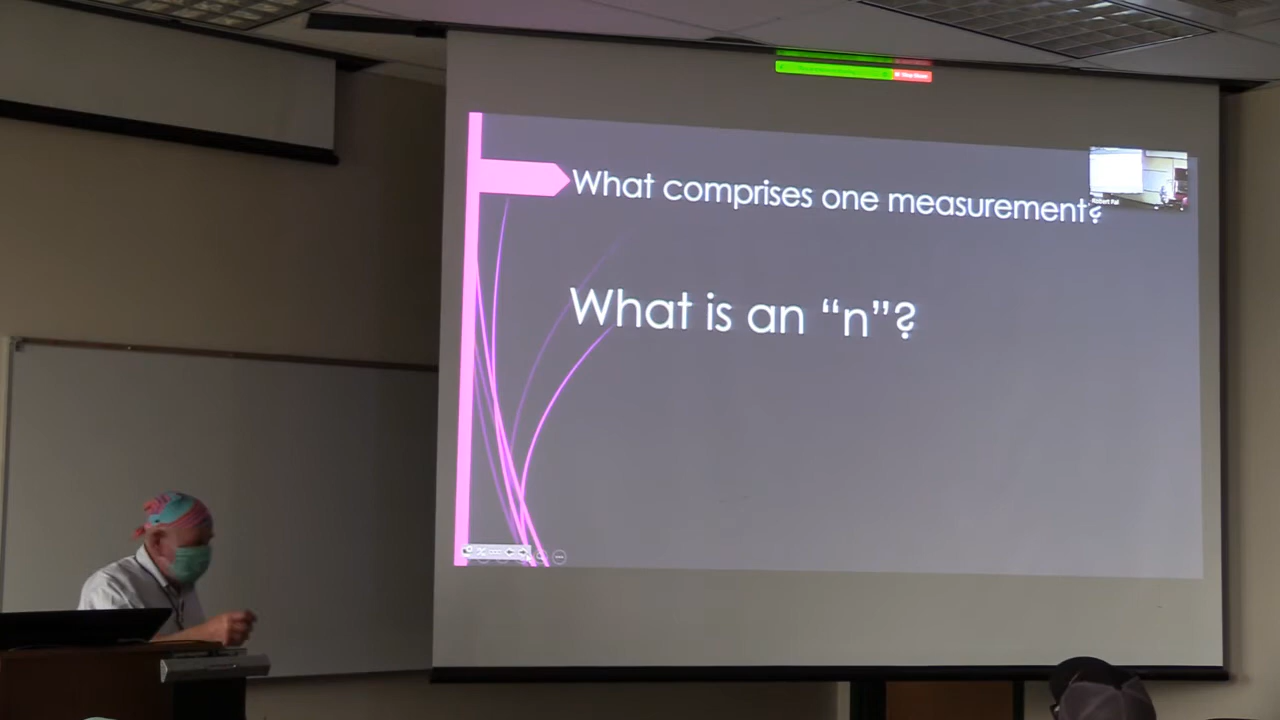 What comprises one measurement?
What is an “n”?